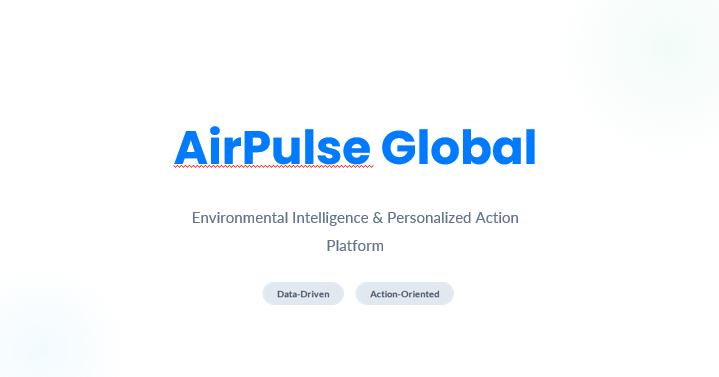 AirPulse Global
Environmental Intelligence & Personalized Action
Platform
Data-Driven
Action-Oriented